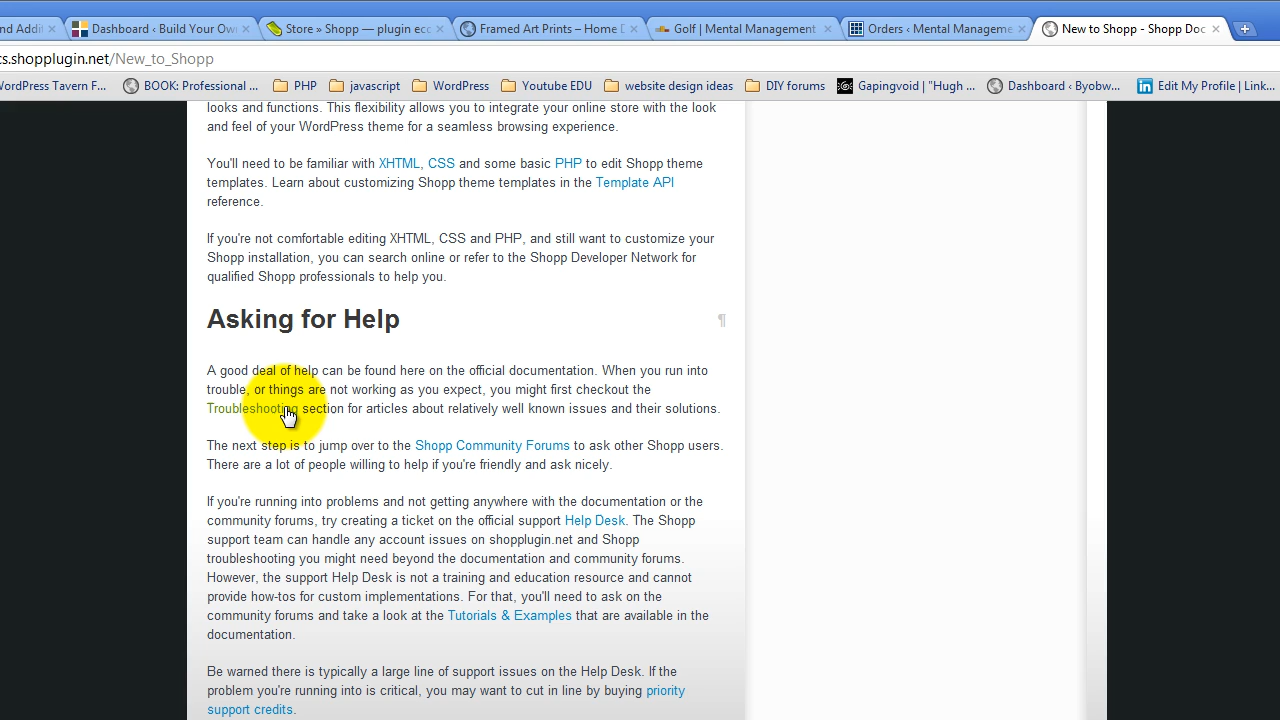 nd Addi
Dashboard ‹ Build Your Ow
Store » Shopp — plugin ecc
Framed Art Prints – Home D
Golf | Mental Management
Orders ‹ Mental Manageme
New to Shopp - Shopp Doc
cs.shopplugin.net/New_to_Shopp
WordPress Tavern F...
BOOK: Professional ...
PHP
javascript
WordPress
Youtube EDU
website design ideas
DIY forums
Gapingvoid | "Hugh ...
Dashboard ‹ Byobw...
Edit My Profile | Link...
looks and functions. This flexibility allows you to integrate your online store with the look
and feel of your WordPress theme for a seamless browsing experience.
You'll need to be familiar with XHTML, CSS and some basic PHP to edit Shopp theme
templates. Learn about customizing Shopp theme templates in the Template API
reference.
If you're not comfortable editing XHTML, CSS and PHP, and still want to customize your
Shopp installation, you can search online or refer to the Shopp Developer Network for
qualified Shopp professionals to help you.
Asking for Help ¶
A good deal of help can be found here on the official documentation. When you run into
trouble, or things are not working as you expect, you might first checkout the
Troubleshooting section for articles about relatively well known issues and their solutions.
The next step is to jump over to the Shopp Community Forums to ask other Shopp users.
There are a lot of people willing to help if you're friendly and ask nicely.
If you're running into problems and not getting anywhere with the documentation or the
community forums, try creating a ticket on the official support Help Desk. The Shopp
support team can handle any account issues on shopplugin.net and Shopp
troubleshooting you might need beyond the documentation and community forums.
However, the support Help Desk is not a training and education resource and cannot
provide how-tos for custom implementations. For that, you'll need to ask on the
community forums and take a look at the Tutorials & Examples that are available in the
documentation.
Be warned there is typically a large line of support issues on the Help Desk. If the
problem you're running into is critical, you may want to cut in line by buying priority
support credits.